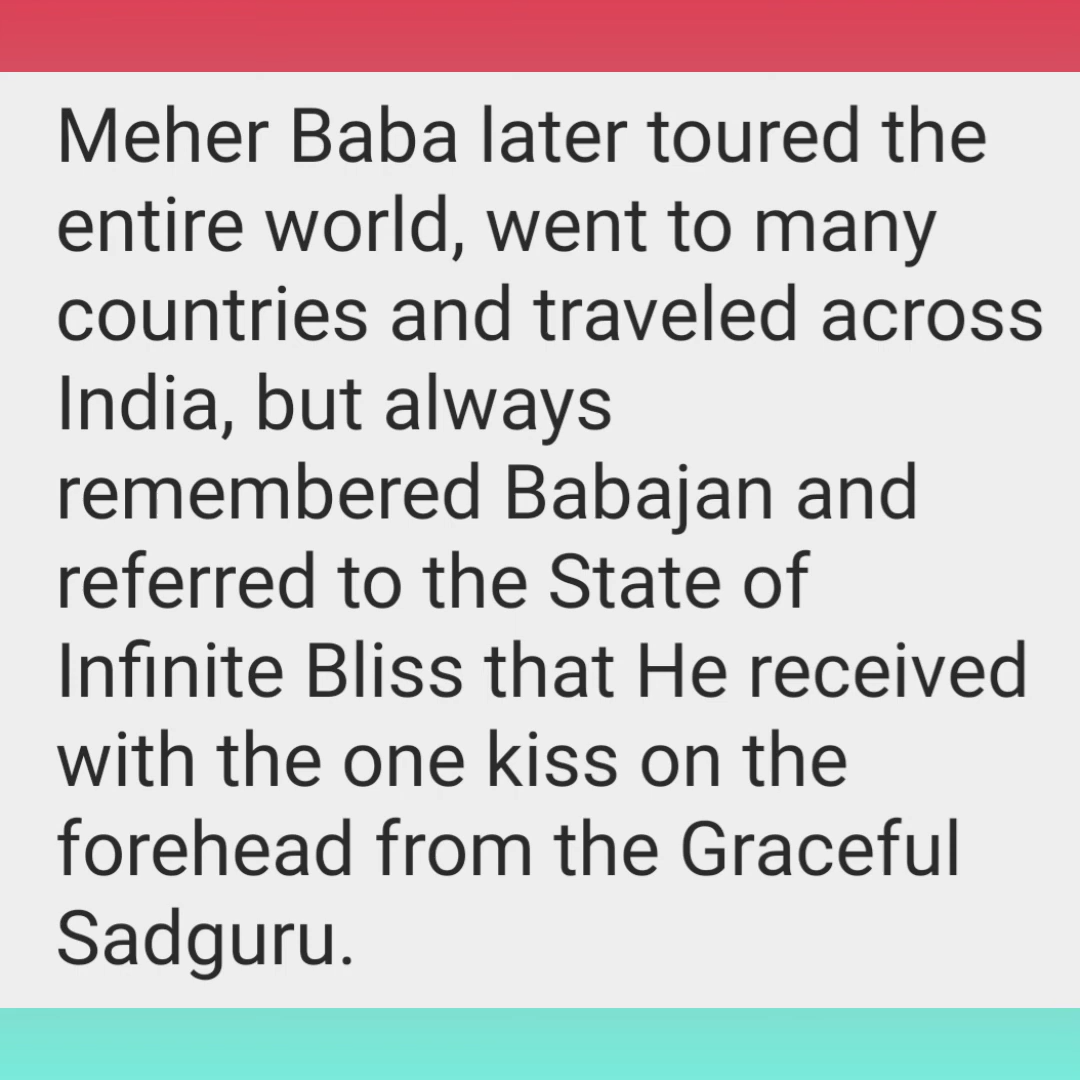 Meher Baba later toured the
entire world, went to many
countries and traveled across
India, but always
remembered Babajan and
referred to the State of
Infinite Bliss that He received
with the one kiss on the
forehead from the Graceful
Sadguru.